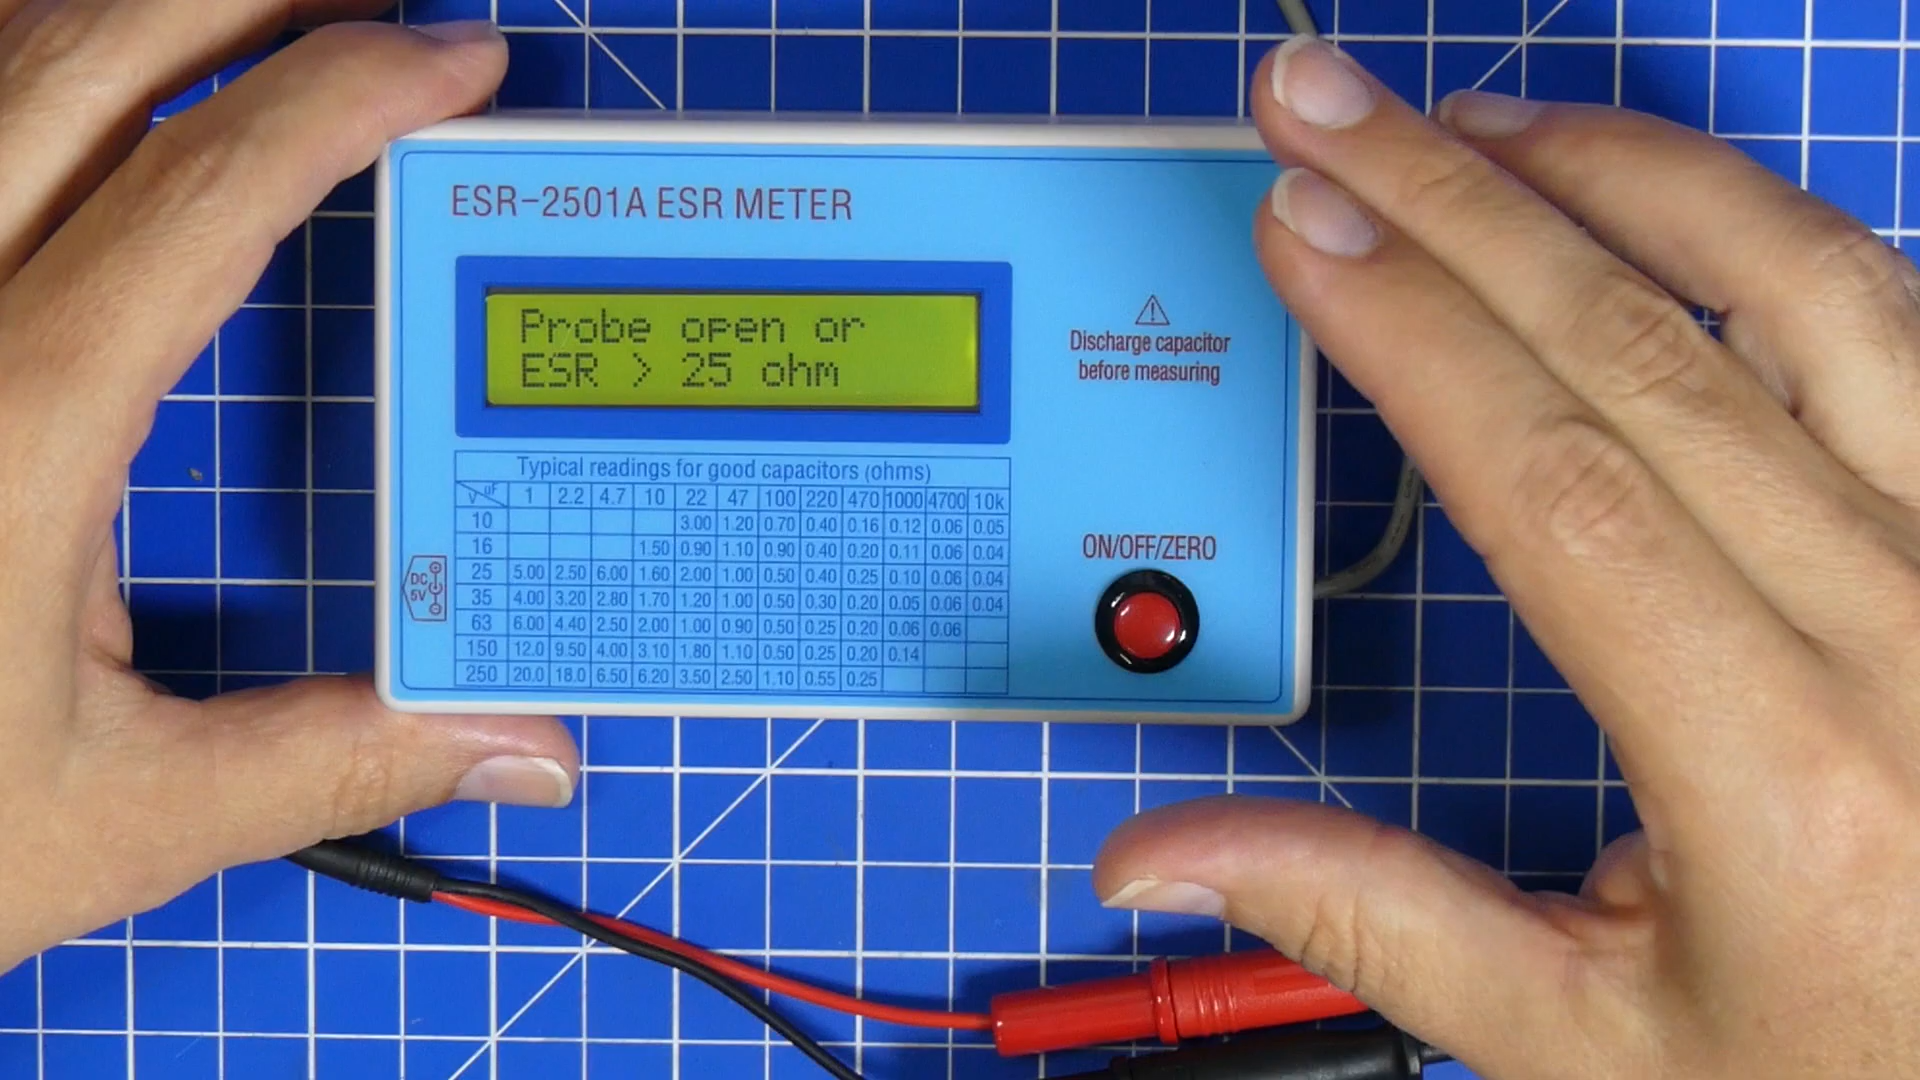 ESR-2501A ESR METER
Probe open or
ESR > 25 ohm
Discharge capacitor
before measuring
Typical readings for good capacitors (ohms)
V uF 1 2.2 4.7 10 22 47 100 220 470 1000 4700 10k
10 3.00 1.20 0.70 0.40 0.16 0.12 0.06 0.05
16 1.50 0.90 1.10 0.90 0.40 0.20 0.11 0.06 0.04
25 5.00 2.50 6.00 1.60 2.00 1.00 0.50 0.40 0.25 0.10 0.06 0.04
35 4.00 3.20 2.80 1.70 1.20 1.00 0.50 0.30 0.20 0.05 0.06 0.04
63 6.00 4.40 2.50 2.00 1.00 0.90 0.50 0.25 0.20 0.06 0.06
150 12.0 9.50 4.00 3.10 1.80 1.10 0.50 0.25 0.20 0.14
250 20.0 18.0 6.50 6.20 3.50 2.50 1.10 0.55 0.25
DC
5V
ON/OFF/ZERO